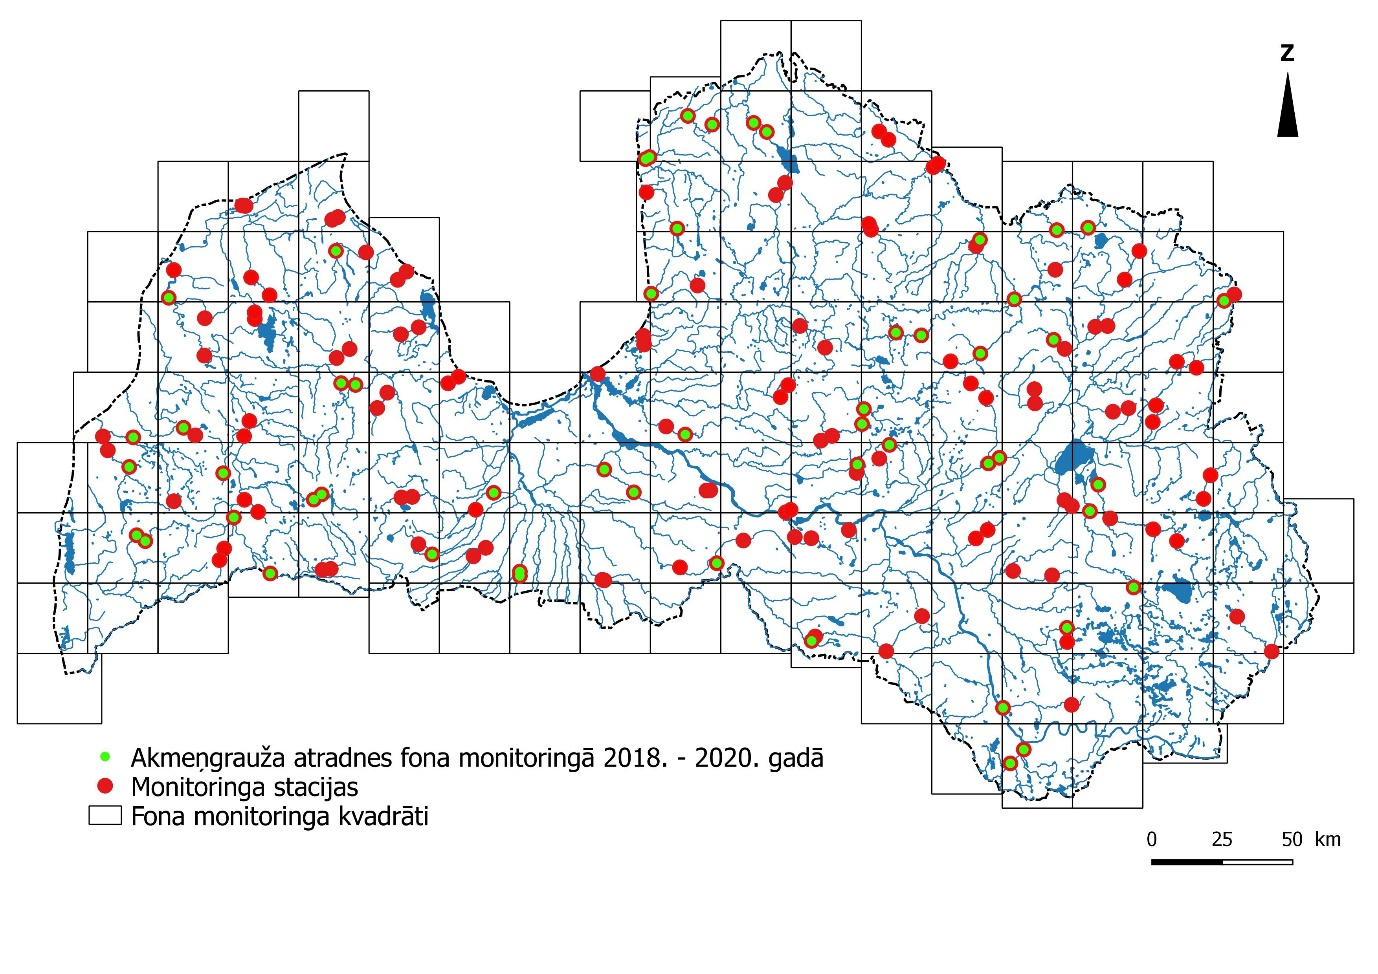 Z
Akmeņgrauža atradnes fona monitoringā 2018. - 2020. gadā
Monitoringa stacijas
Fona monitoringa kvadrāti
0 25 50 km